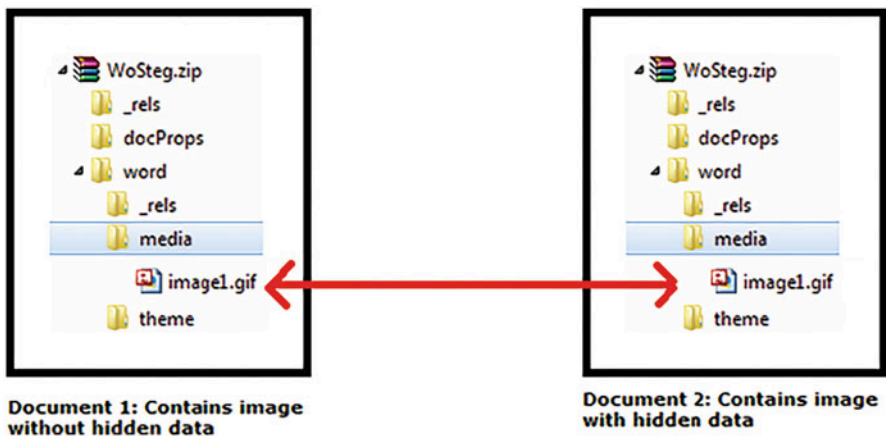 WoSteg.zip
_rels
docProps
word
_rels
media
image1.gif
theme
Document 1: Contains image
without hidden data
WoSteg.zip
_rels
docProps
word
_rels
media
image1.gif
theme
Document 2: Contains image
with hidden data